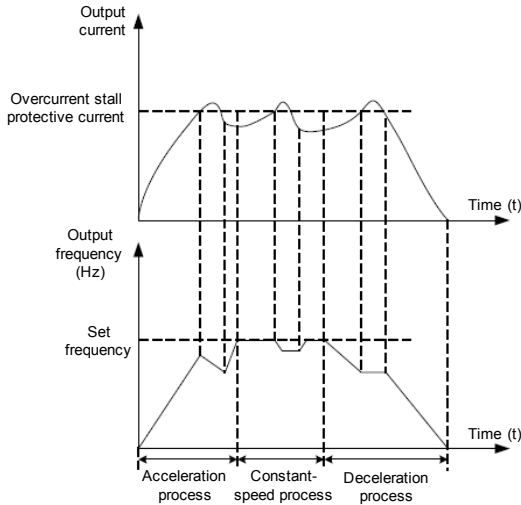 Output
current
Overcurrent stall
protective current
Time (t)
Output
frequency
(Hz)
Set
frequency
Time (t)
Acceleration
process
Constant-
speed process
Deceleration
process